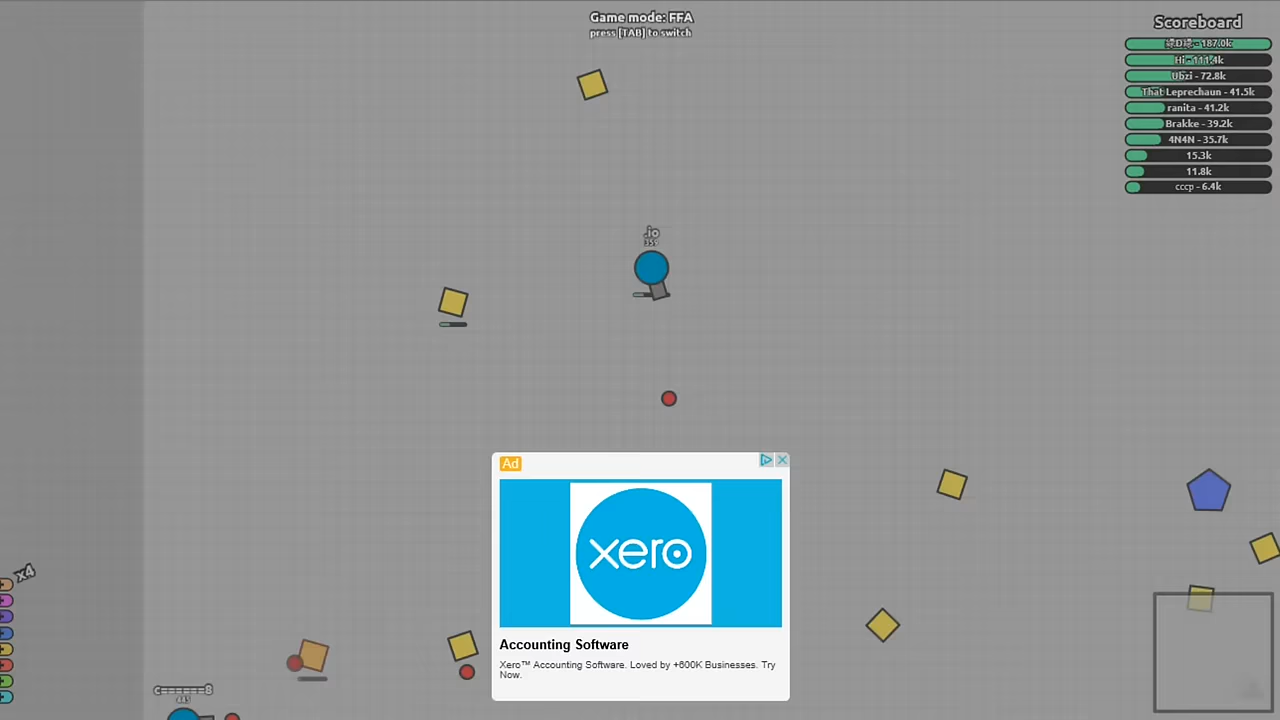 Game mode: FFA
press [TAB] to switch
Scoreboard
Hi - 111.4k
Ubzi - 72.8k
That Leprechaun - 41.5k
ranita - 41.2k
Brakke - 39.2k
4N4N - 35.7k
15.3k
11.8k
cccp - 6.4k
.io
359
Ad
xero
Accounting Software
Xero™ Accounting Software. Loved by +600K Businesses. Try
Now.
x4
445